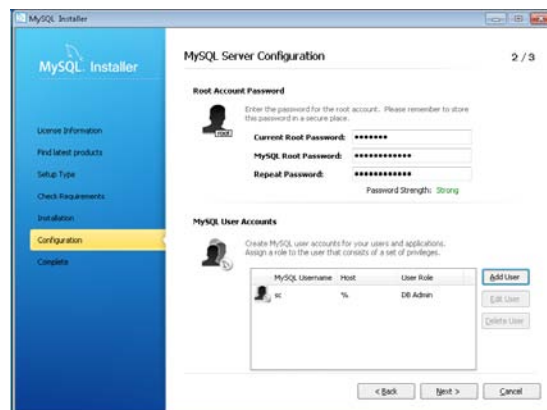 MySQL Installer
MySQL. Installer
License Information
Find latest products
Setup Type
Check Requirements
Installation
Configuration
Complete
MySQL Server Configuration
2 / 3
Root Account Password
Enter the password for the root account. Please remember to store
this password in a secure place.
root
Current Root Password: •••••••
MySQL Root Password: ••••••••••••
Repeat Password: ••••••••••••
Password Strength: Strong
MySQL User Accounts
Create MySQL user accounts for your users and applications.
Assign a role to the user that consists of a set of privileges.
MySQL Username Host User Role
sc % DB Admin
Add User
Edit User
Delete User
< Back
Next >
Cancel